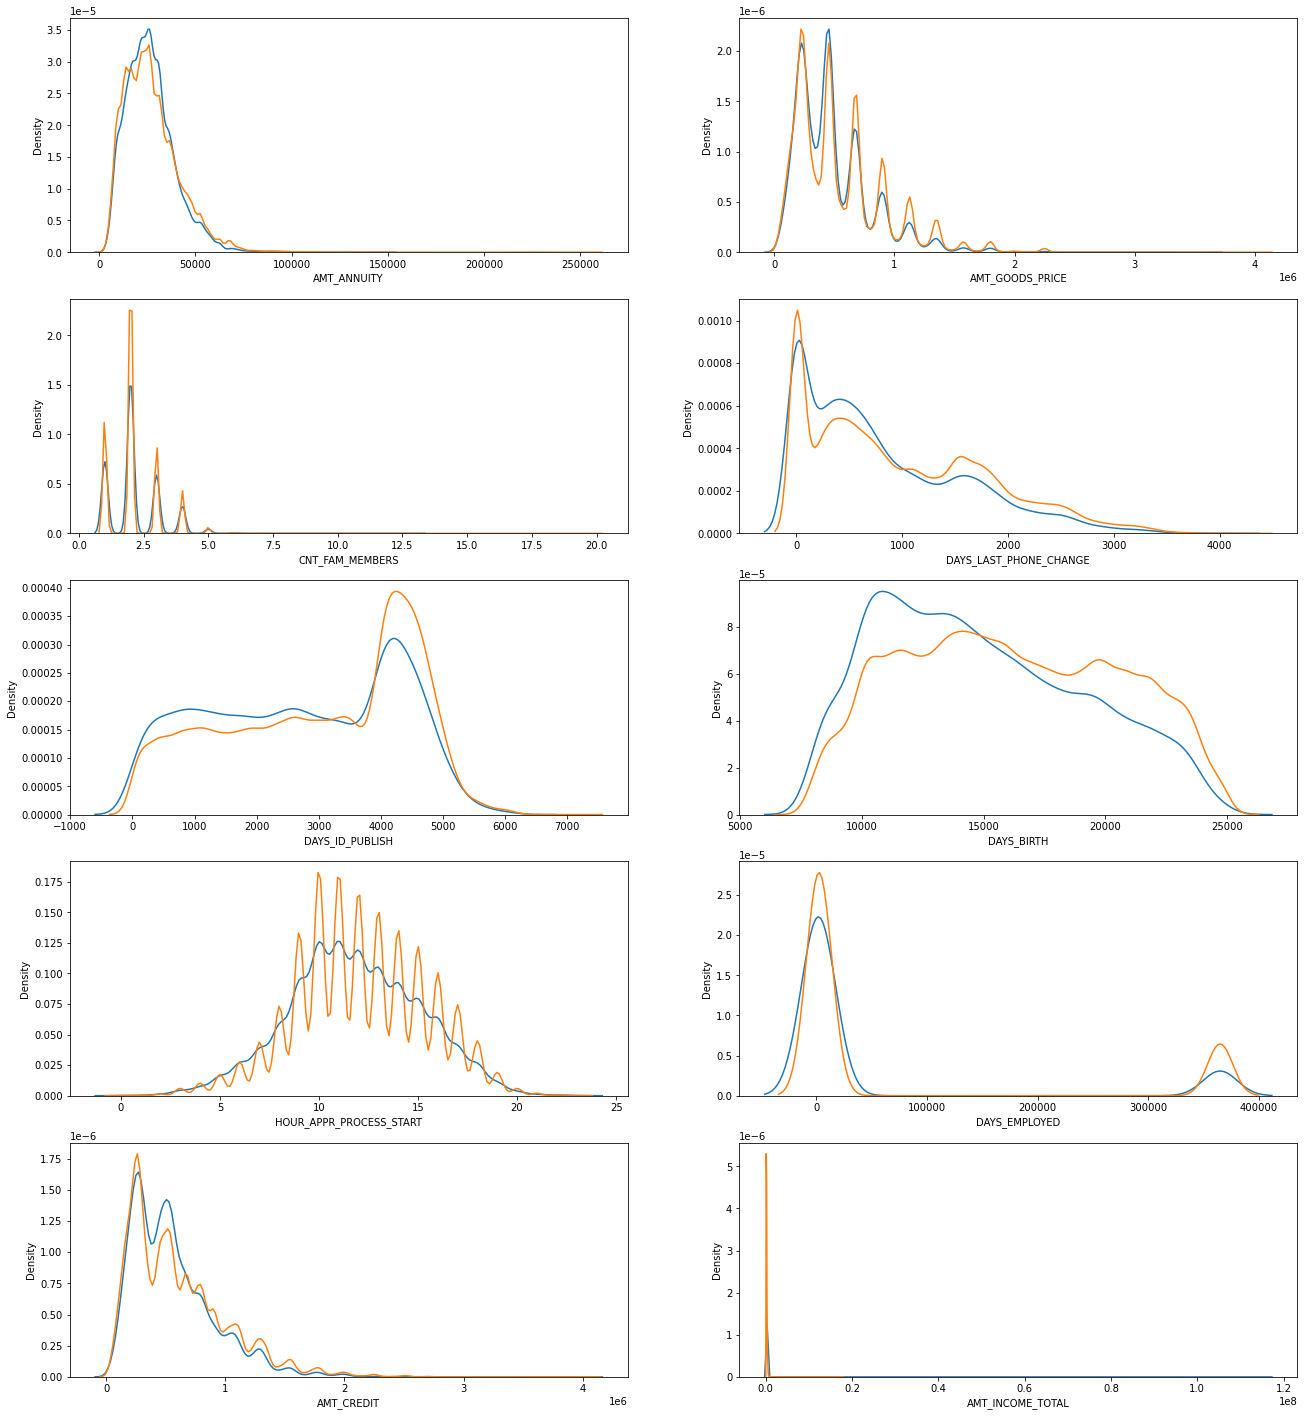 1e−5
3.5
3.0
2.5
2.0
1.5
1.0
0.5
0.0
Density
0 50000 100000 150000 200000 250000
AMT_ANNUITY
1e−6
2.0
1.5
1.0
0.5
0.0
Density
0 1 2 3 4
1e6
AMT_GOODS_PRICE
2.0
1.5
1.0
0.5
0.0
Density
0.0 2.5 5.0 7.5 10.0 12.5 15.0 17.5 20.0
CNT_FAM_MEMBERS
0.0010
0.0008
0.0006
0.0004
0.0002
0.0000
Density
0 1000 2000 3000 4000
DAYS_LAST_PHONE_CHANGE
0.00040
0.00035
0.00030
0.00025
0.00020
0.00015
0.00010
0.00005
0.00000
Density
−1000 0 1000 2000 3000 4000 5000 6000 7000
DAYS_ID_PUBLISH
1e−5
8
6
4
2
0
Density
5000 10000 15000 20000 25000
DAYS_BIRTH
0.175
0.150
0.125
0.100
0.075
0.050
0.025
0.000
Density
0 5 10 15 20 25
HOUR_APPR_PROCESS_START
1e−5
2.5
2.0
1.5
1.0
0.5
0.0
Density
0 100000 200000 300000 400000
DAYS_EMPLOYED
1e−6
1.75
1.50
1.25
1.00
0.75
0.50
0.25
0.00
Density
0 1 2 3 4
1e6
AMT_CREDIT
1e−6
5
4
3
2
1
0
Density
0.0 0.2 0.4 0.6 0.8 1.0 1.2
1e8
AMT_INCOME_TOTAL